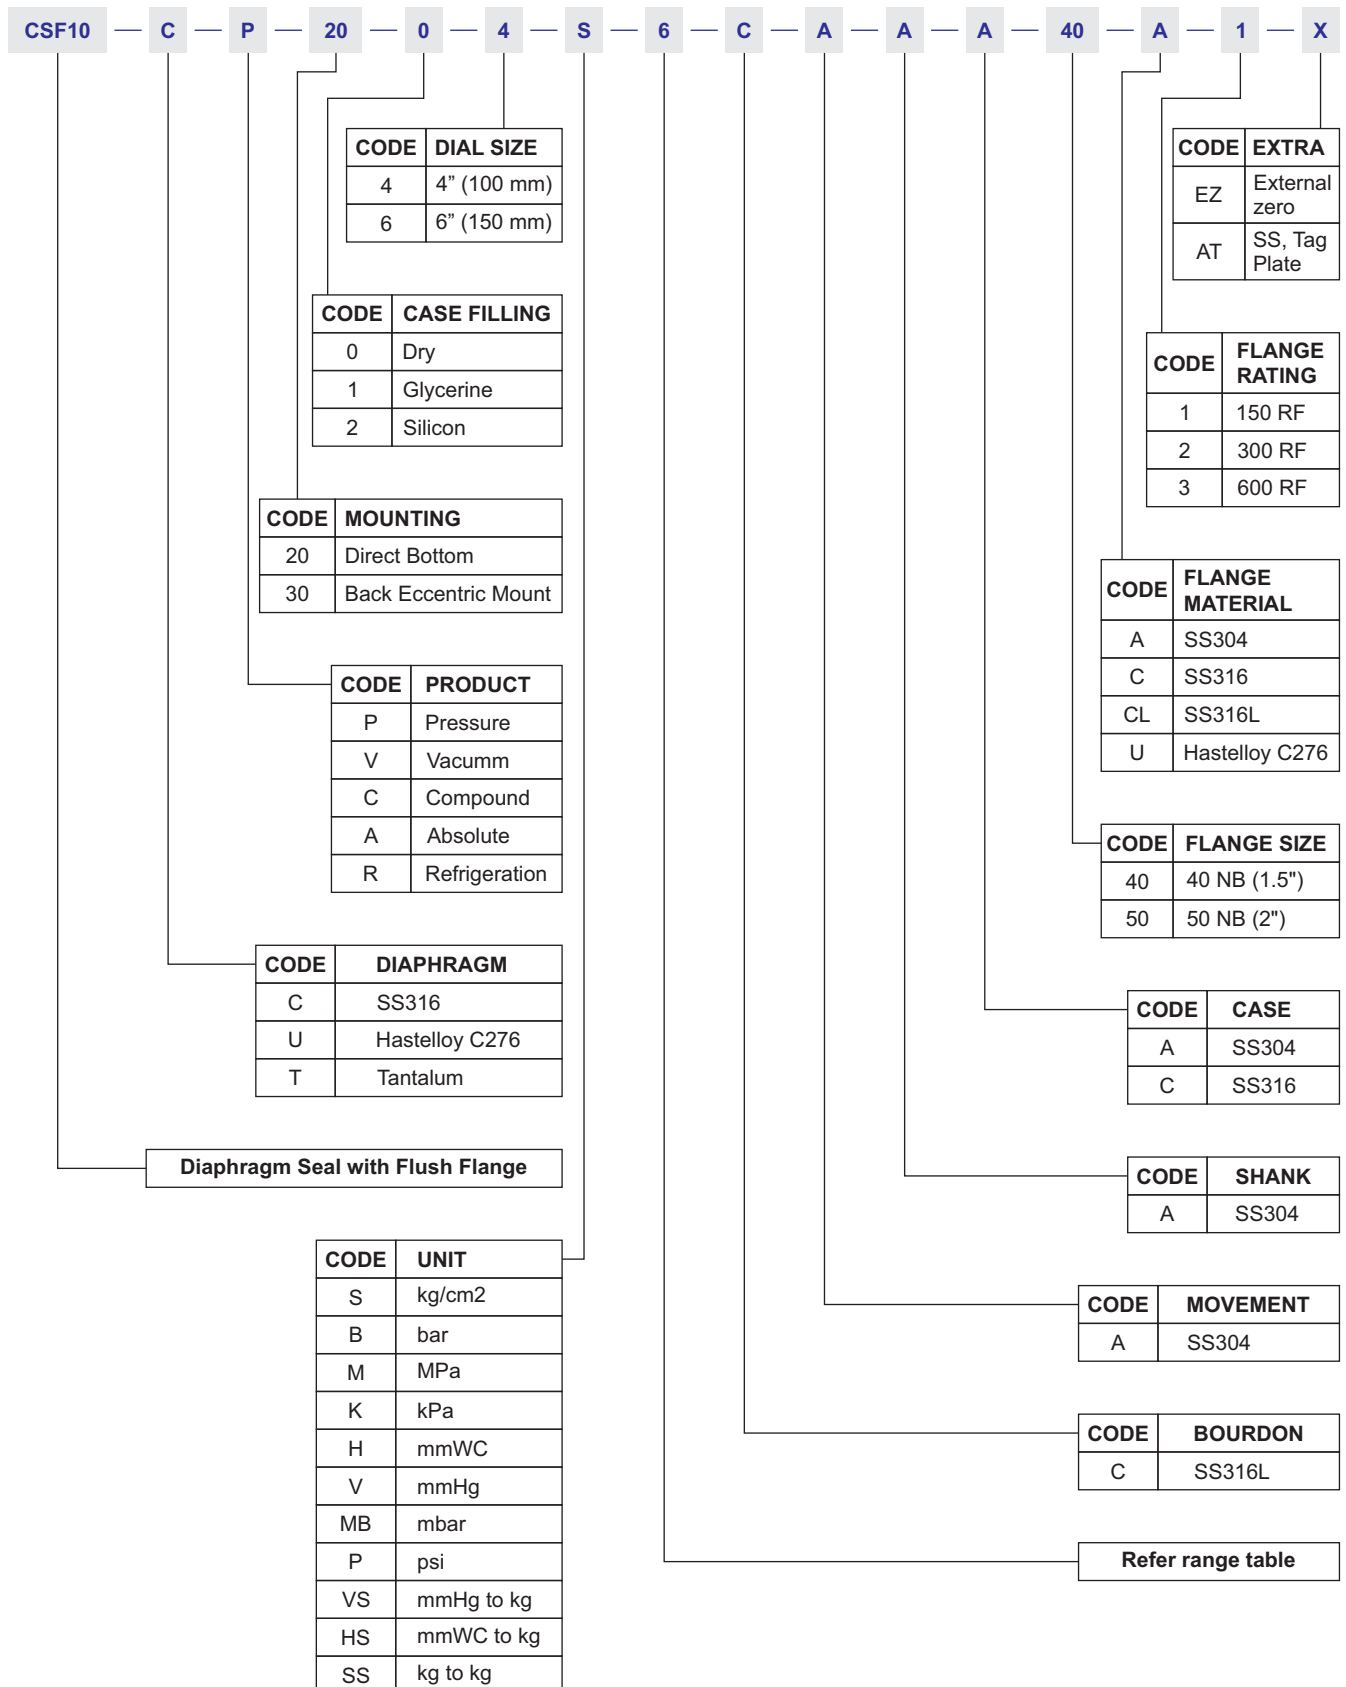 CSF10 — C — P — 20 — 0 — 4 — S — 6 — C — A — A — A — 40 — A — 1 — X
CODE DIAL SIZE
4 4” (100 mm)
6 6” (150 mm)
CODE CASE FILLING
0 Dry
1 Glycerine
2 Silicon
CODE MOUNTING
20 Direct Bottom
30 Back Eccentric Mount
CODE PRODUCT
P Pressure
V Vacumm
C Compound
A Absolute
R Refrigeration
CODE DIAPHRAGM
C SS316
U Hastelloy C276
T Tantalum
Diaphragm Seal with Flush Flange
CODE UNIT
S kg/cm2
B bar
M MPa
K kPa
H mmWC
V mmHg
MB mbar
P psi
VS mmHg to kg
HS mmWC to kg
SS kg to kg
CODE EXTRA
EZ External
zero
AT SS, Tag
Plate
CODE FLANGE
RATING
1 150 RF
2 300 RF
3 600 RF
CODE FLANGE
MATERIAL
A SS304
C SS316
CL SS316L
U Hastelloy C276
CODE FLANGE SIZE
40 40 NB (1.5")
50 50 NB (2")
CODE CASE
A SS304
C SS316
CODE SHANK
A SS304
CODE MOVEMENT
A SS304
CODE BOURDON
C SS316L
Refer range table